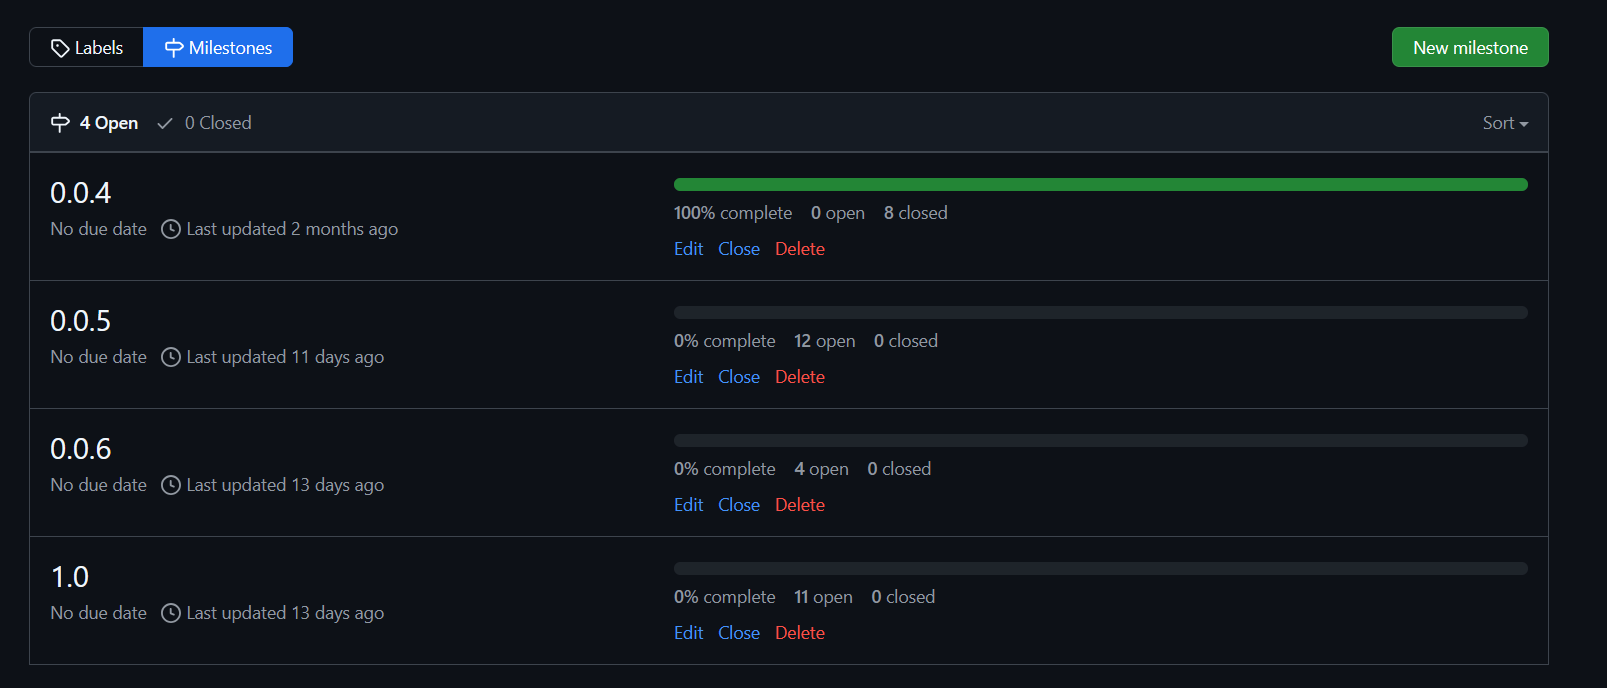 Labels Milestones New milestone
4 Open 0 Closed Sort
0.0.4
No due date Last updated 2 months ago
100% complete 0 open 8 closed
Edit Close Delete
0.0.5
No due date Last updated 11 days ago
0% complete 12 open 0 closed
Edit Close Delete
0.0.6
No due date Last updated 13 days ago
0% complete 4 open 0 closed
Edit Close Delete
1.0
No due date Last updated 13 days ago
0% complete 11 open 0 closed
Edit Close Delete